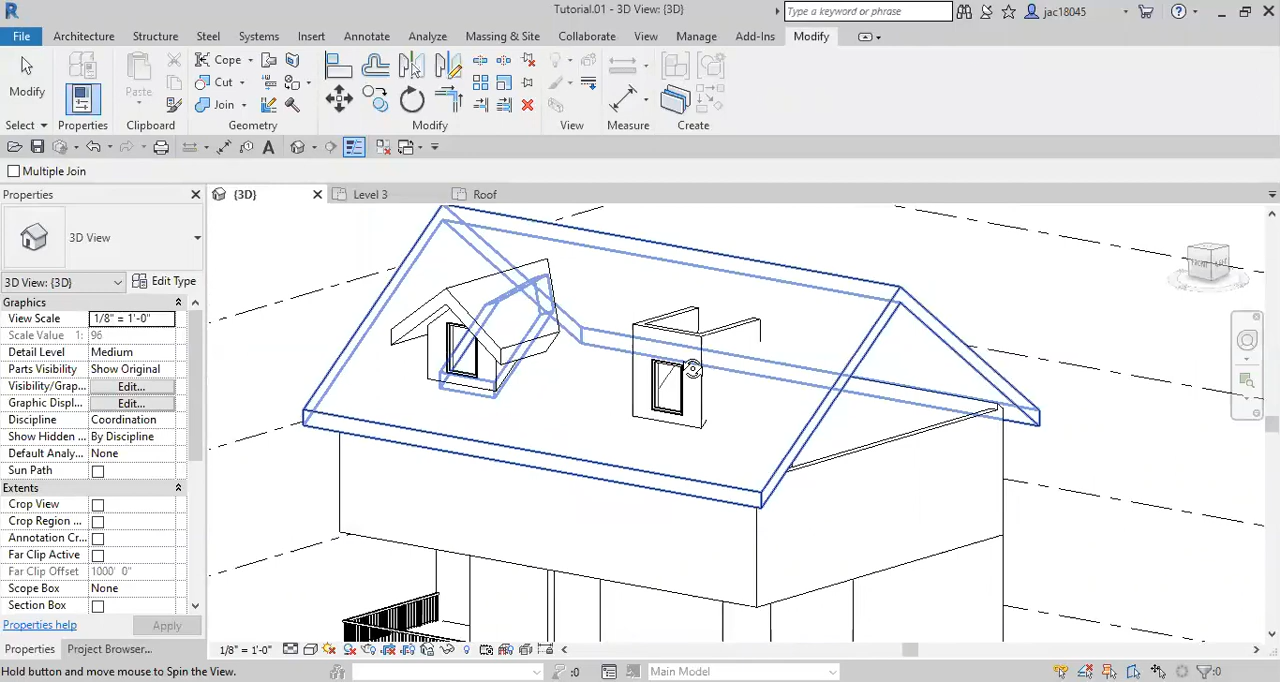 Tutorial.01 - 3D View: {3D}
Type a keyword or phrase
jac18045
File Architecture Structure Steel Systems Insert Annotate Analyze Massing & Site Collaborate View Manage Add-Ins Modify
Modify
Paste
Cope
Cut
Join
Select Properties Clipboard Geometry Modify View Measure Create
Multiple Join
Properties
{3D}
Level 3
Roof
3D View
3D View: {3D}
Edit Type
Graphics
View Scale 1/8" = 1'-0"
Scale Value 1: 96
Detail Level Medium
Parts Visibility Show Original
Visibility/Grap... Edit...
Graphic Displ... Edit...
Discipline Coordination
Show Hidden ... By Discipline
Default Analy... None
Sun Path
Extents
Crop View
Crop Region ...
Annotation Cr...
Far Clip Active
Far Clip Offset 1000' 0"
Scope Box None
Section Box
Properties help
Apply
Properties
Project Browser...
1/8" = 1'-0"
Hold button and move mouse to Spin the View.
:0
Main Model
:0